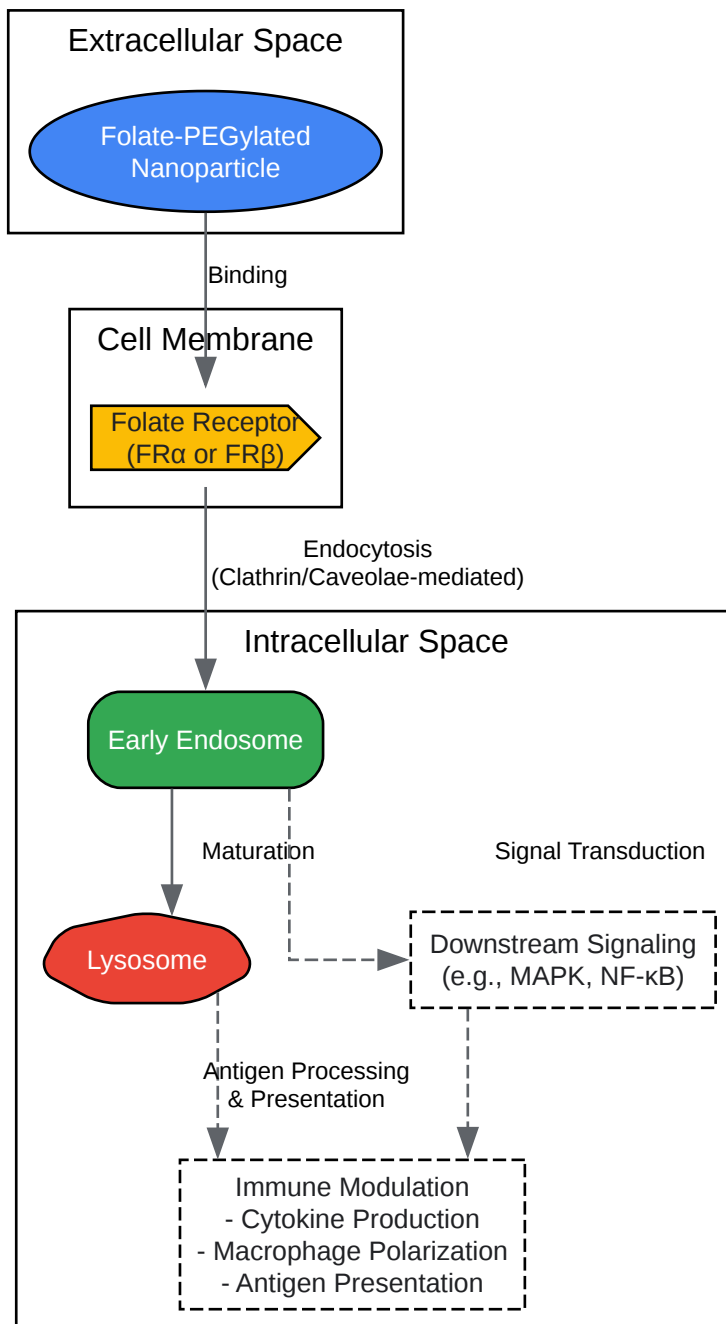 Extracellular Space
Folate-PEGylated
Nanoparticle
Binding
Cell Membrane
Folate Receptor
(FRα or FRβ)
Endocytosis
(Clathrin/Caveolae-mediated)
Intracellular Space
Early Endosome
Maturation
Signal Transduction
Lysosome
Downstream Signaling
(e.g., MAPK, NF-κB)
Antigen Processing
& Presentation
Immune Modulation
- Cytokine Production
- Macrophage Polarization
- Antigen Presentation